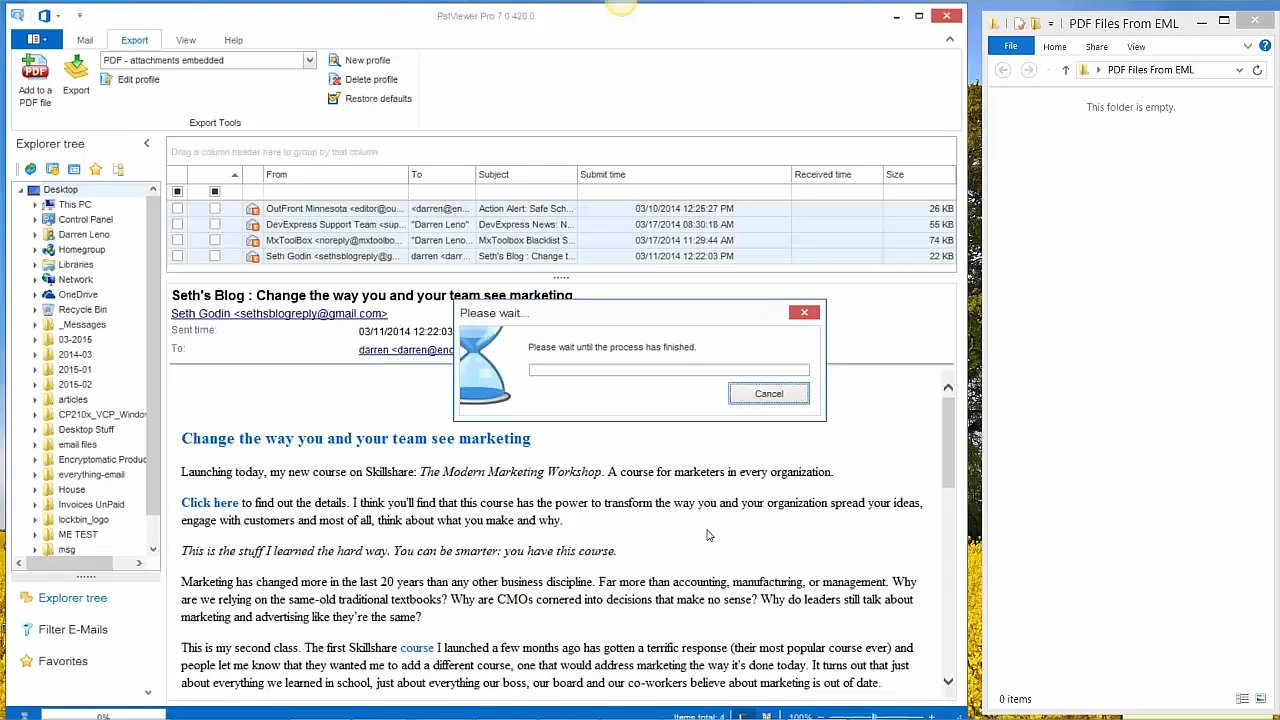 PstViewer Pro 7.0.420.0
Mail
Export
View
Help
Add to a
PDF file
Export
PDF - attachments embedded
Edit profile
New profile
Delete profile
Restore defaults
Export Tools
Explorer tree
Desktop
This PC
Control Panel
Darren Leno
Homegroup
Libraries
Network
OneDrive
Recycle Bin
_Messages
03-2015
2014-03
2015-01
2015-02
articles
CP210x_VCP_Windo
Desktop Stuff
email files
Encryptomatic Produc
everything-email
House
Invoices UnPaid
lockbin_logo
ME TEST
msg
Explorer tree
Filter E-Mails
Favorites
0%
Drag a column header here to group by that column
From To Subject Submit time Received time Size
OutFront Minnesota <editor@ou... <darren@en... Action Alert: Safe Sch... 03/10/2014 12:25:27 PM 26 KB
DevExpress Support Team <sup... "Darren Leno... DevExpress News: N... 03/17/2014 08:30:18 AM 55 KB
MxToolBox <noreply@mxtoolbo... "Darren Leno... MxToolbox Blacklist S... 03/17/2014 11:29:44 AM 74 KB
Seth Godin <sethsblogreply@g... darren <darr... Seth's Blog : Change t... 03/11/2014 12:22:03 PM 22 KB
Seth's Blog : Change the way you and your team see marketing
Seth Godin <sethsblogreply@gmail.com>
Sent time: 03/11/2014 12:22:03
To: darren <darren@enc
Please wait...
Please wait until the process has finished.
Cancel
Change the way you and your team see marketing
Launching today, my new course on Skillshare: The Modern Marketing Workshop. A course for marketers in every organization.
Click here to find out the details. I think you'll find that this course has the power to transform the way you and your organization spread your ideas,
engage with customers and most of all, think about what you make and why.
This is the stuff I learned the hard way. You can be smarter: you have this course.
Marketing has changed more in the last 20 years than any other business discipline. Far more than accounting, manufacturing, or management. Why
are we relying on the same-old traditional textbooks? Why are CMOs cornered into decisions that make no sense? Why do leaders still talk about
marketing and advertising like they're the same?
This is my second class. The first Skillshare course I launched a few months ago has gotten a terrific response (their most popular course ever) and
people let me know that they wanted me to add a different course, one that would address marketing the way it's done today. It turns out that just
about everything we learned in school, just about everything our boss, our board and our co-workers believe about marketing is out of date.
Items total: 4
100%
PDF Files From EML
File
Home
Share
View
PDF Files From EML
This folder is empty.
0 items